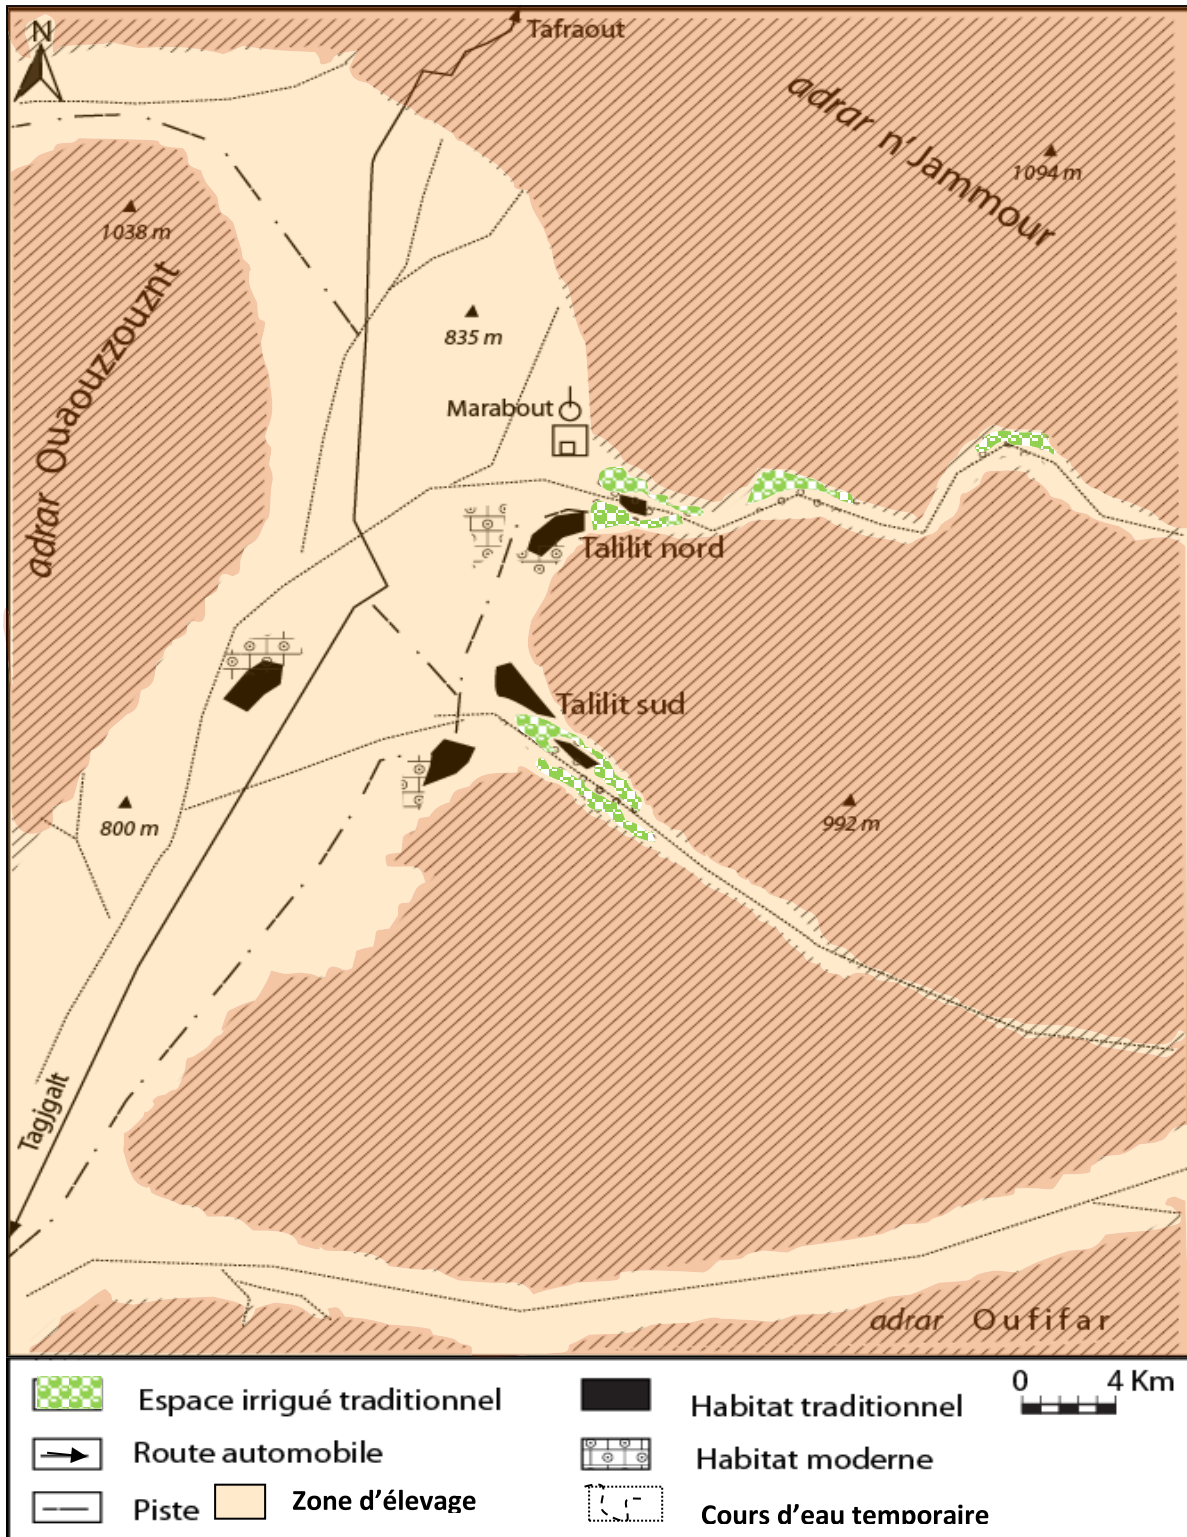 N
Tafraout
adrar n'Jammour
1094 m
1038 m
adrar Ouaouzzouznt
835 m
Marabout
Talilit nord
Talilit sud
800 m
992 m
Tagjgalt
adrar Oufifar
0 4 Km
Espace irrigué traditionnel
Habitat traditionnel
Route automobile
Habitat moderne
Piste
Zone d'élevage
Cours d'eau temporaire